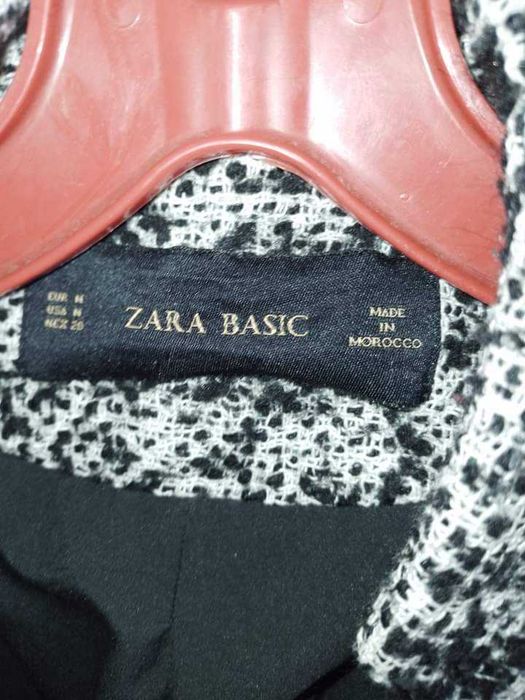 EUR M
USA M
MEX 28
ZARA BASIC
MADE
IN
MOROCCO